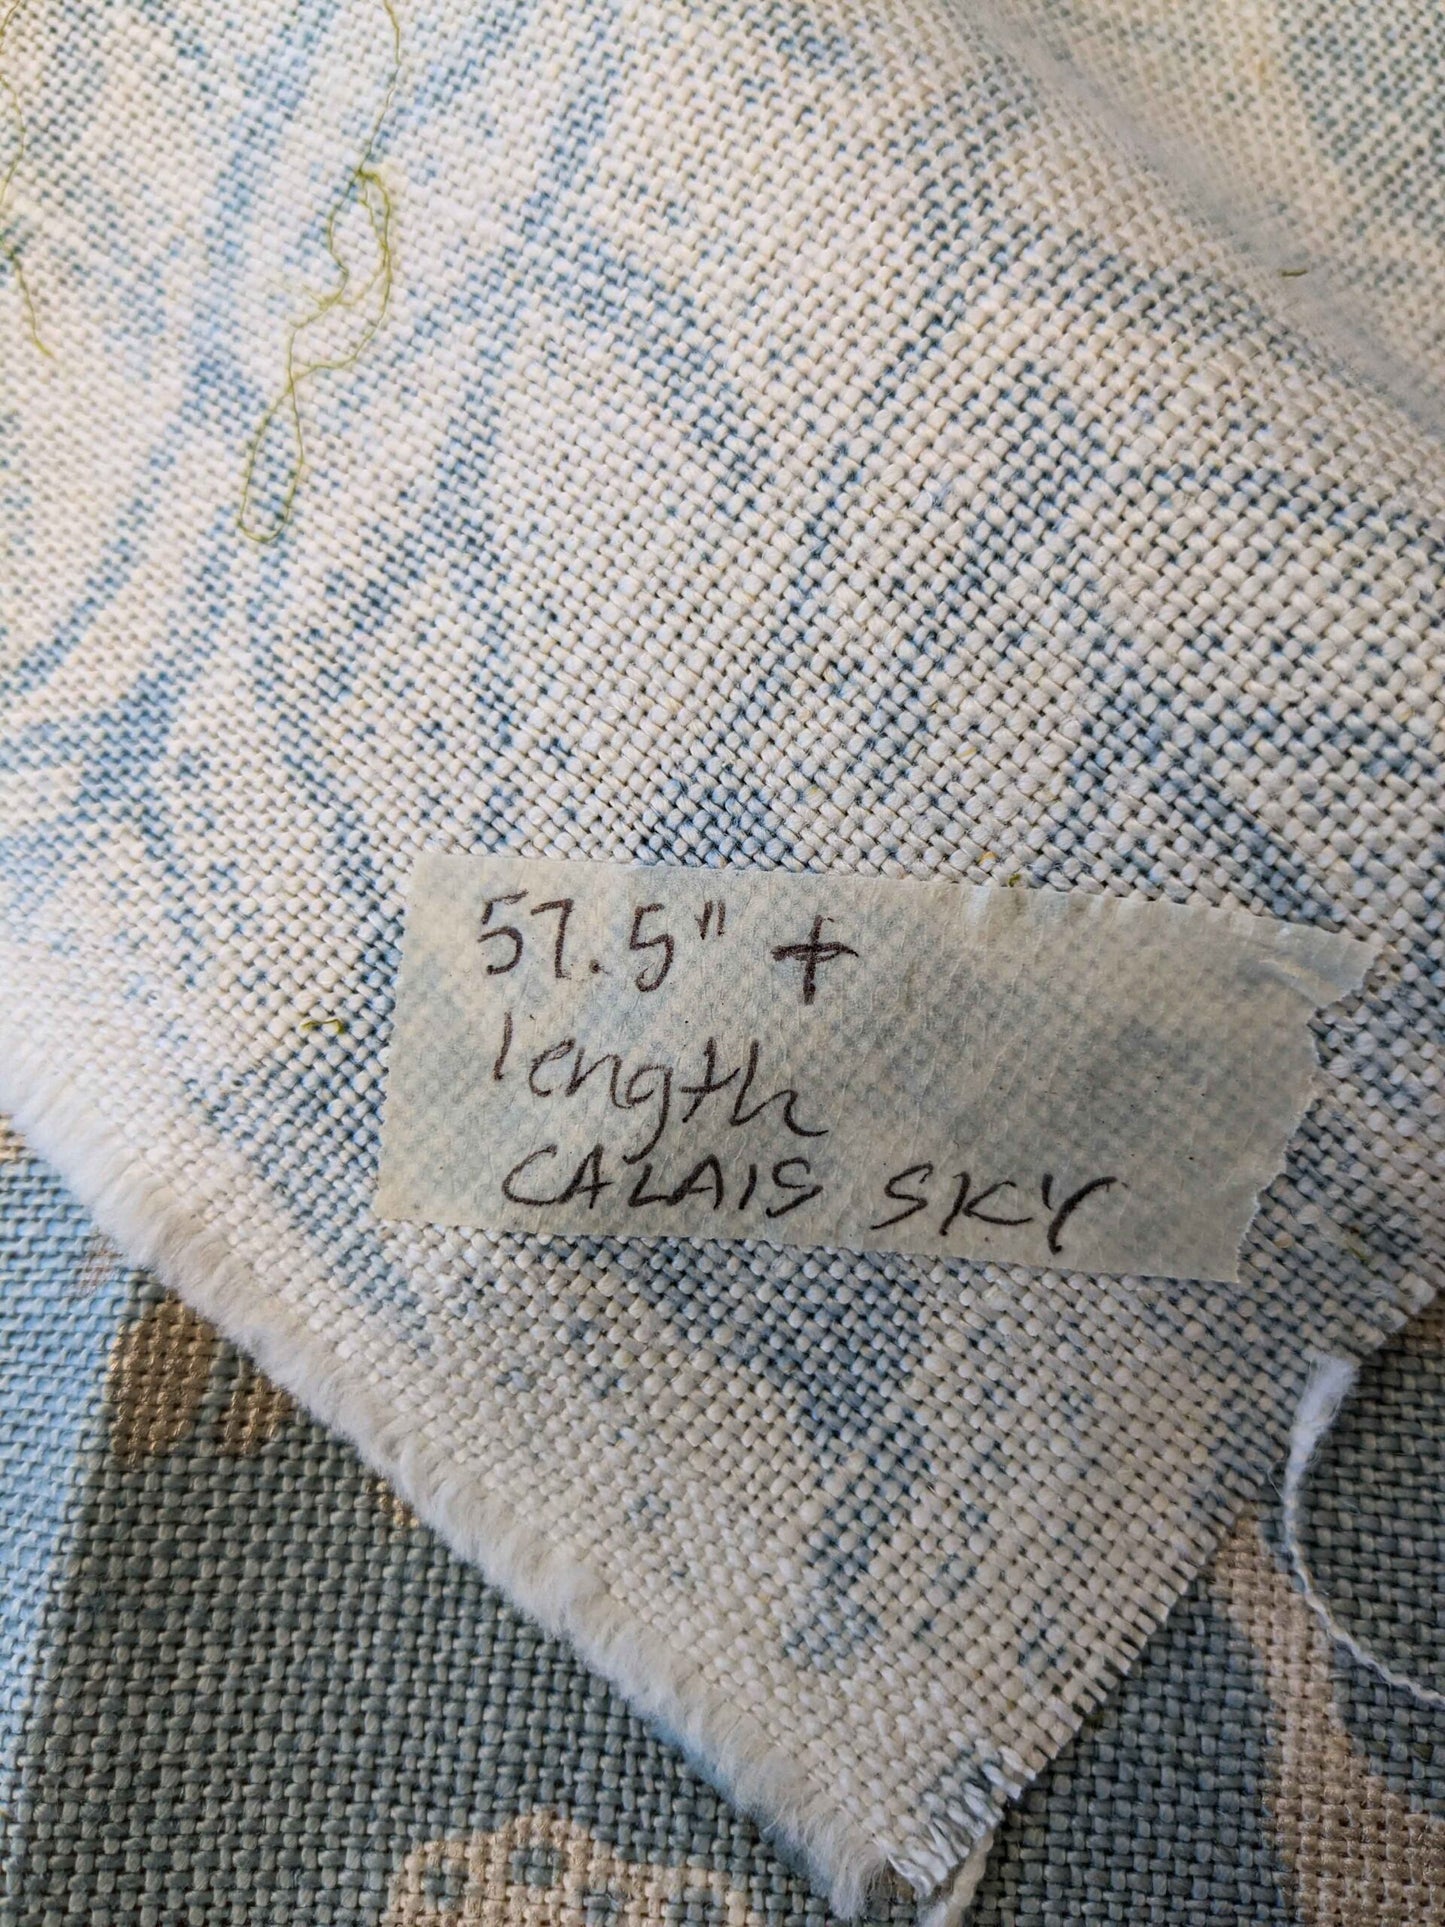 57.5" +
length
CALAIS SKY